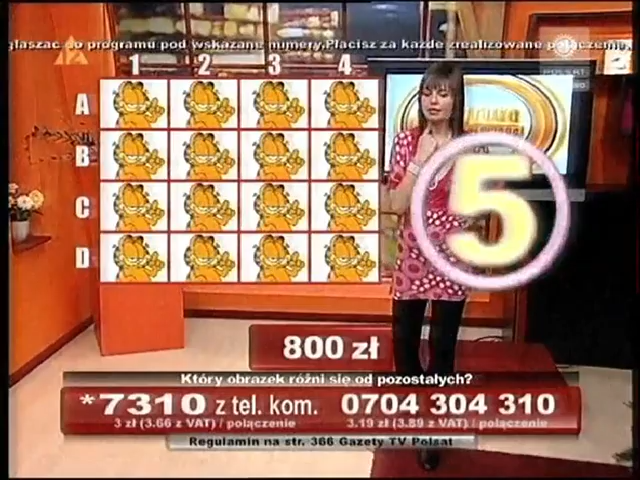 głaszać do programu pod wskazane numery. Płacisz za każde zrealizowane połączenie.
1 2 3 4
A
B
C
D
5
800 zł
Który obrazek różni się od pozostałych?
*7310 z tel. kom. 0704 304 310
3 zł (3.66 z VAT) / połączenie 3.19 zł (3.89 z VAT) / połączenie
Regulamin na str. 366 Gazety TV Polsat